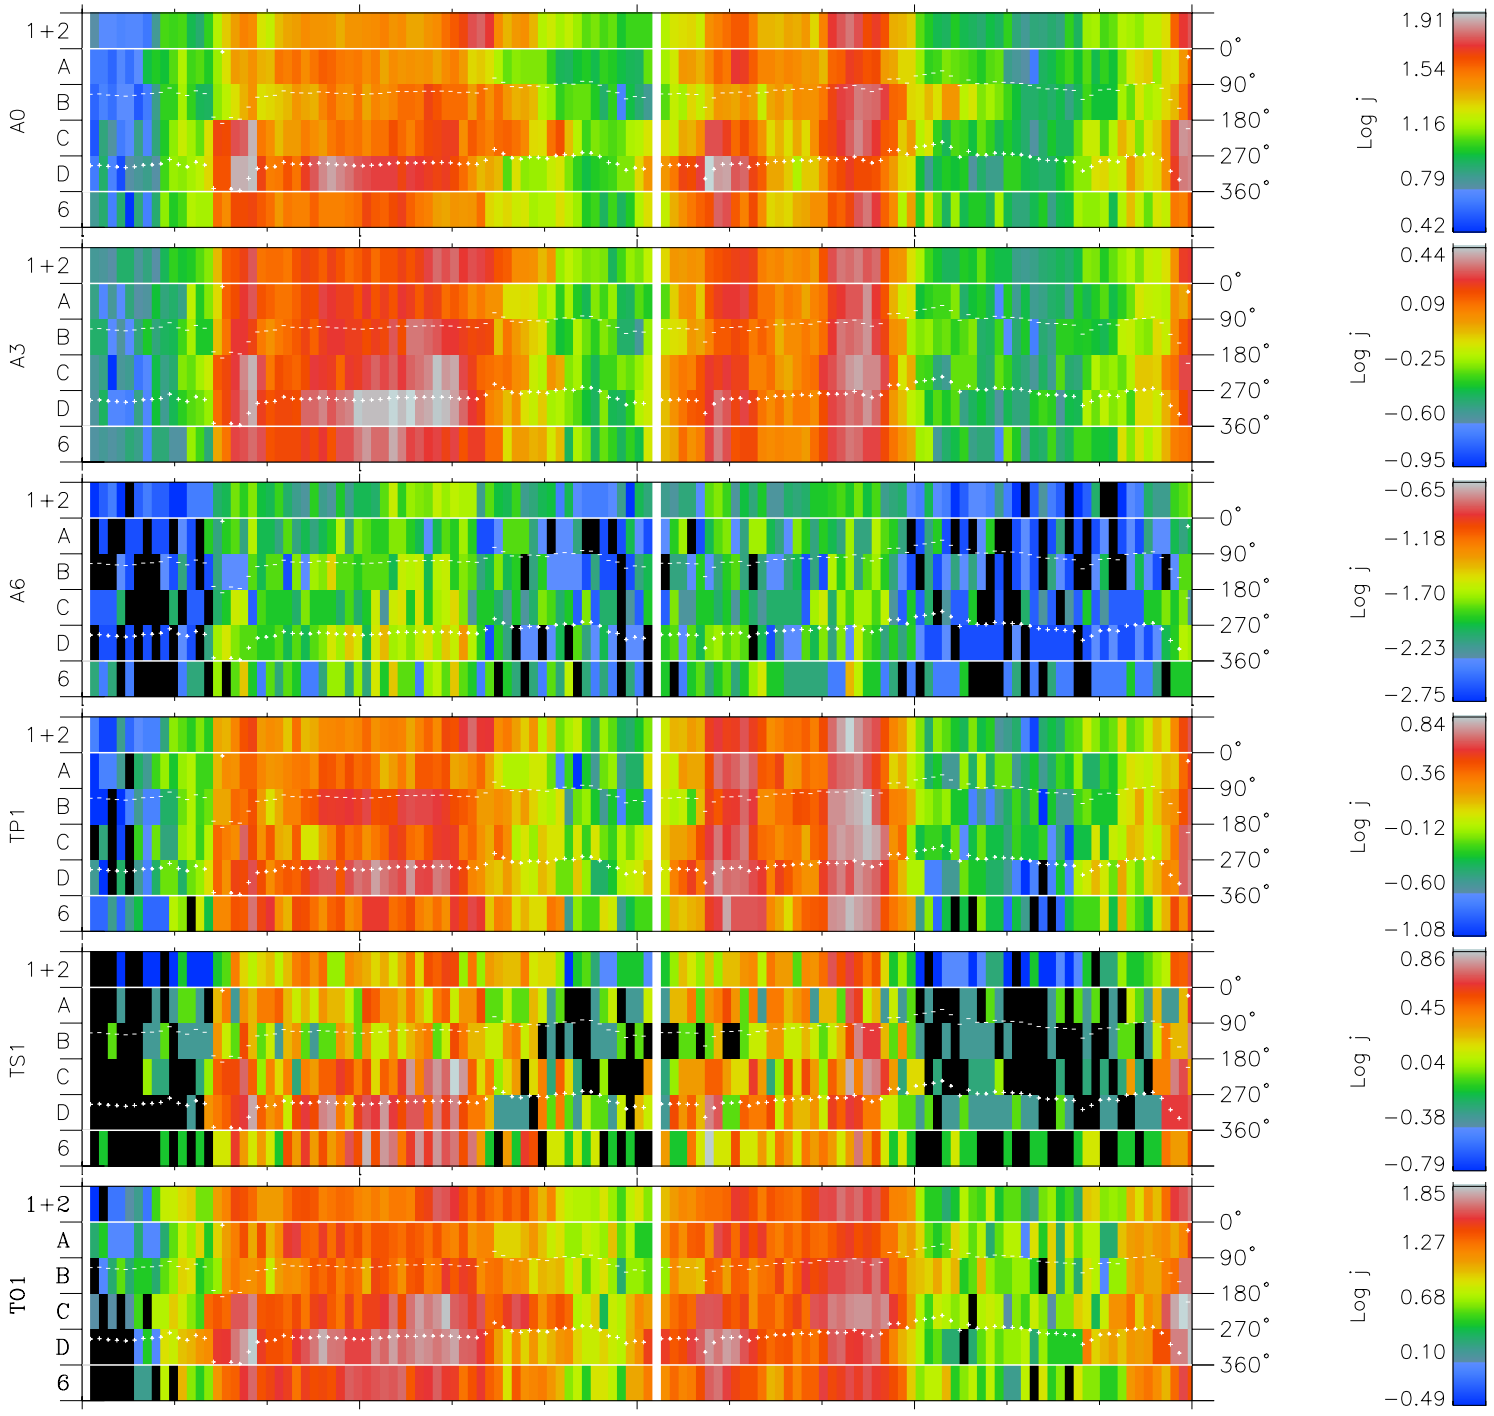 1+2
A
B
C
D
6
A0
0°
90°
180°
270°
360°
Log j
1.91
1.54
1.16
0.79
0.42
1+2
A
B
C
D
6
A3
0°
90°
180°
270°
360°
Log j
0.44
0.09
-0.25
-0.60
-0.95
1+2
A
B
C
D
6
A6
0°
90°
180°
270°
360°
Log j
-0.65
-1.18
-1.70
-2.23
-2.75
1+2
A
B
C
D
6
TP1
0°
90°
180°
270°
360°
Log j
0.84
0.36
-0.12
-0.60
-1.08
1+2
A
B
C
D
6
TS1
0°
90°
180°
270°
360°
Log j
0.86
0.45
0.04
-0.38
-0.79
1+2
A
B
C
D
6
TO1
0°
90°
180°
270°
360°
Log j
1.85
1.27
0.68
0.10
-0.49